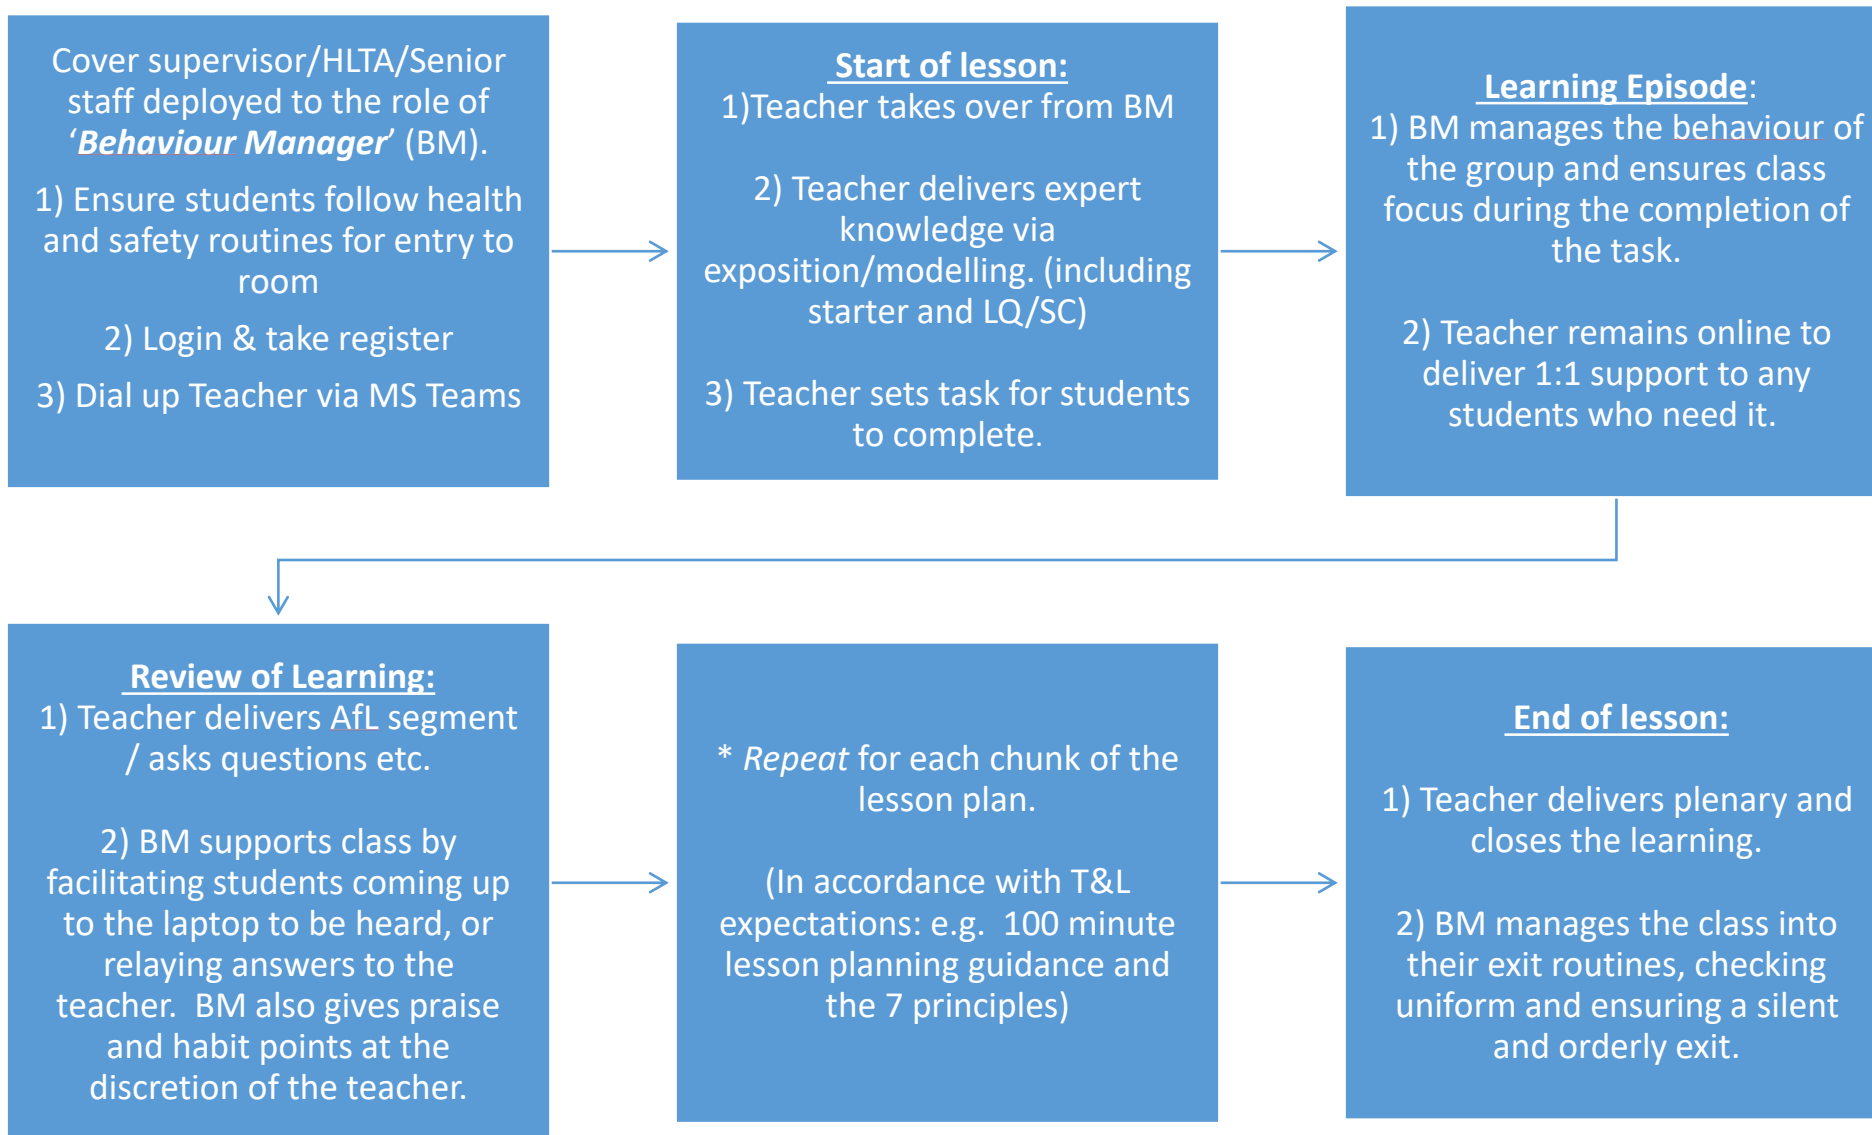 Cover supervisor/HLTA/Senior
staff deployed to the role of
‘Behaviour Manager’ (BM).
1) Ensure students follow health
and safety routines for entry to
room
2) Login & take register
3) Dial up Teacher via MS Teams
Start of lesson:
1)Teacher takes over from BM
2) Teacher delivers expert
knowledge via
exposition/modelling. (including
starter and LQ/SC)
3) Teacher sets task for students
to complete.
Learning Episode:
1) BM manages the behaviour of
the group and ensures class
focus during the completion of
the task.
2) Teacher remains online to
deliver 1:1 support to any
students who need it.
Review of Learning:
1) Teacher delivers AfL segment
/ asks questions etc.
2) BM supports class by
facilitating students coming up
to the laptop to be heard, or
relaying answers to the
teacher. BM also gives praise
and habit points at the
discretion of the teacher.
* Repeat for each chunk of the
lesson plan.
(In accordance with T&L
expectations: e.g. 100 minute
lesson planning guidance and
the 7 principles)
End of lesson:
1) Teacher delivers plenary and
closes the learning.
2) BM manages the class into
their exit routines, checking
uniform and ensuring a silent
and orderly exit.